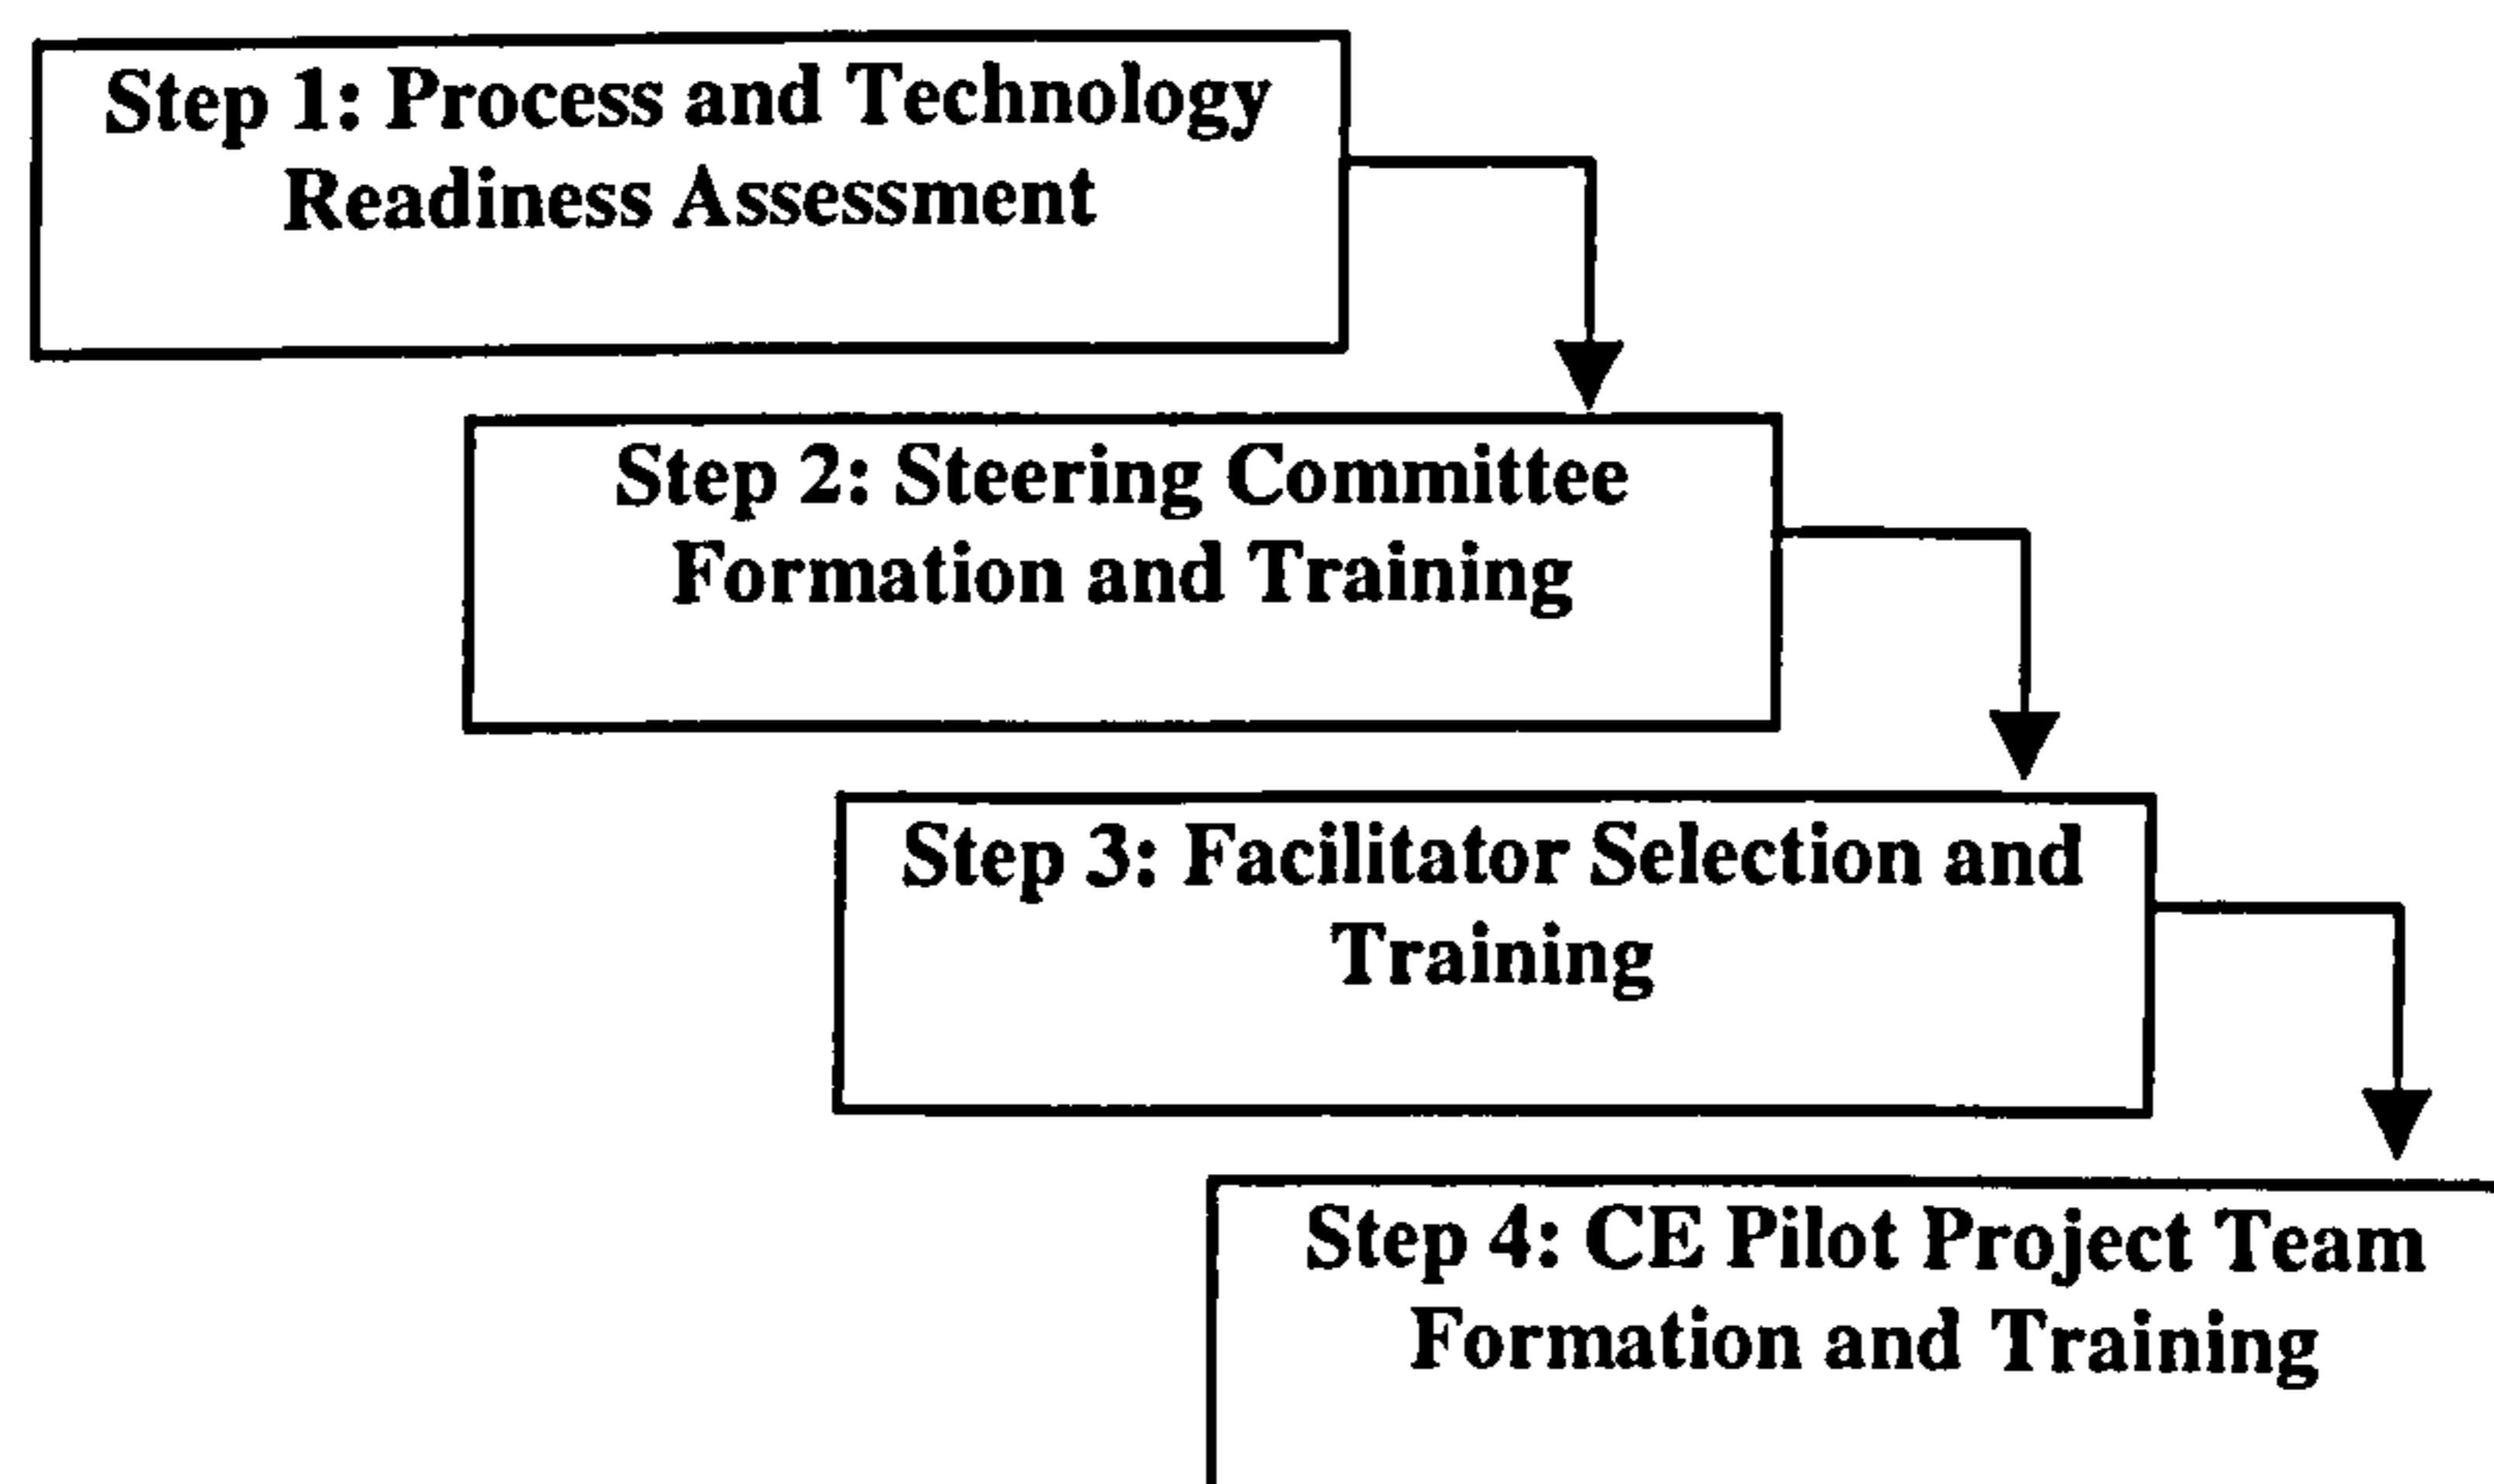 Step 1: Process and Technology
Readiness Assessment
Step 2: Steering Committee
Formation and Training
Step 3: Facilitator Selection and
Training
Step 4: CE Pilot Project Team
Formation and Training